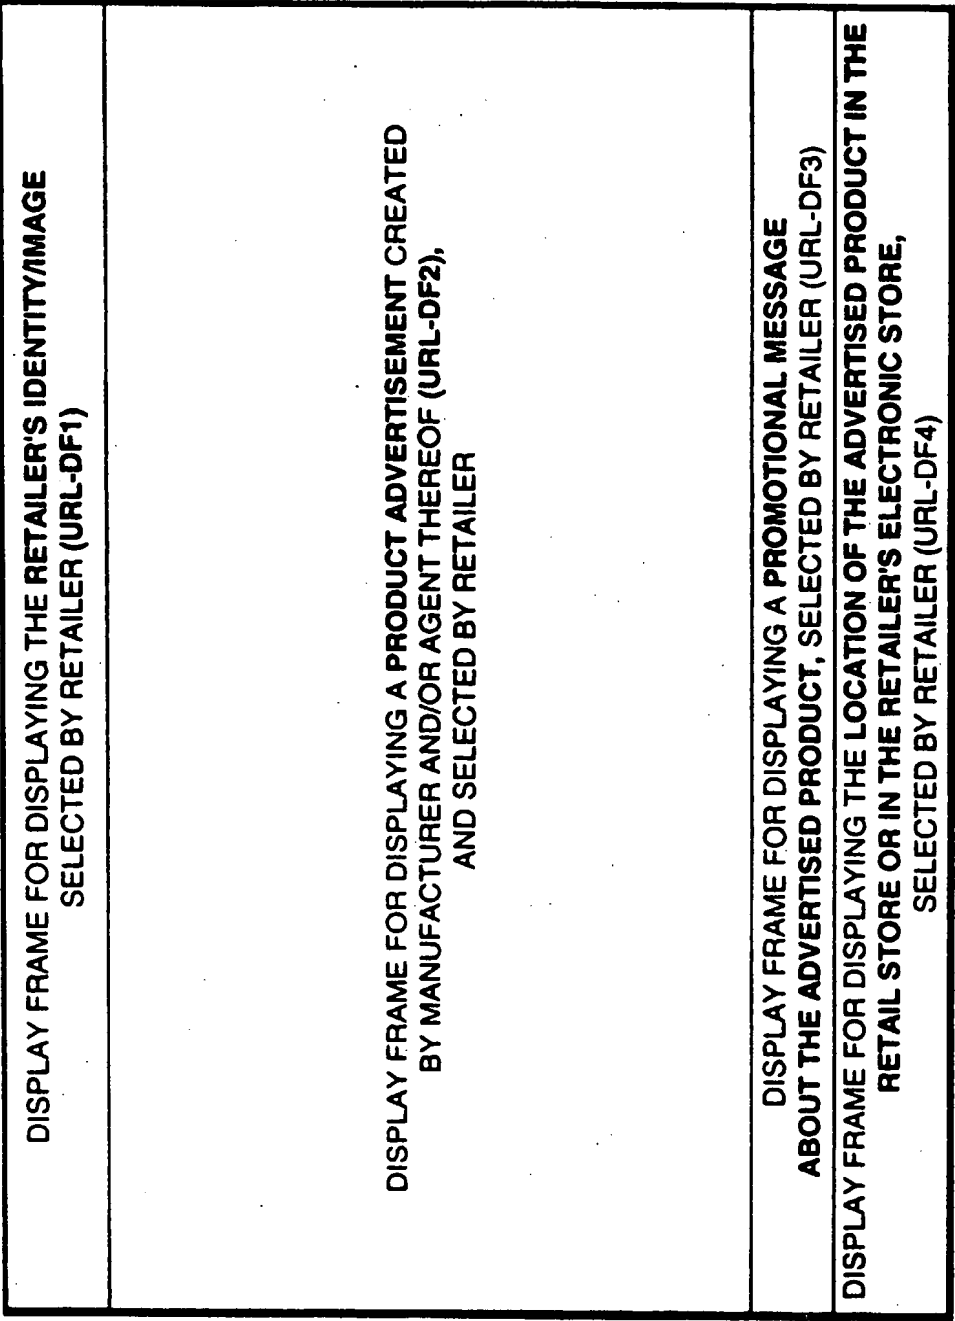 DISPLAY FRAME FOR DISPLAYING THE RETAILER'S IDENTITY/IMAGE
SELECTED BY RETAILER (URL-DF1)
DISPLAY FRAME FOR DISPLAYING A PRODUCT ADVERTISEMENT CREATED
BY MANUFACTURER AND/OR AGENT THEREOF (URL-DF2),
AND SELECTED BY RETAILER
DISPLAY FRAME FOR DISPLAYING A PROMOTIONAL MESSAGE
ABOUT THE ADVERTISED PRODUCT, SELECTED BY RETAILER (URL-DF3)
DISPLAY FRAME FOR DISPLAYING THE LOCATION OF THE ADVERTISED PRODUCT IN THE
RETAIL STORE OR IN THE RETAILER'S ELECTRONIC STORE,
SELECTED BY RETAILER (URL-DF4)